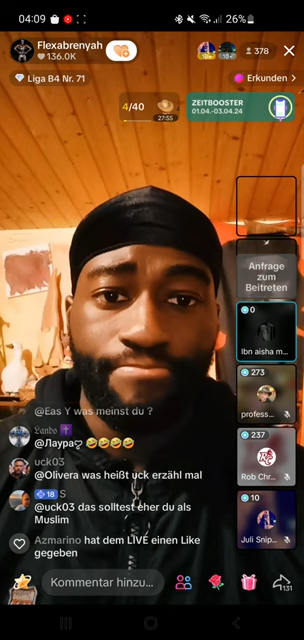 04:09
26%
Flexabrenyah
136.0K
378
Liga B4 Nr. 71
Erkunden
4/40
27:55
ZEITBOOSTER
01.04.-03.04.24
Anfrage
zum
Beitreten
0
Ibn aisha m...
273
profess...
237
Rob Chr...
10
Juli Snip...
@Eas Y was meinst du ?
Lando ✝️
@Лаура♡ 🤣🤣🤣🤣
uck03
@Olivera was heißt uck erzähl mal
18 S
@uck03 das solltest eher du als
Muslim
Azmarino hat dem LIVE einen Like
gegeben
Kommentar hinzu...
131